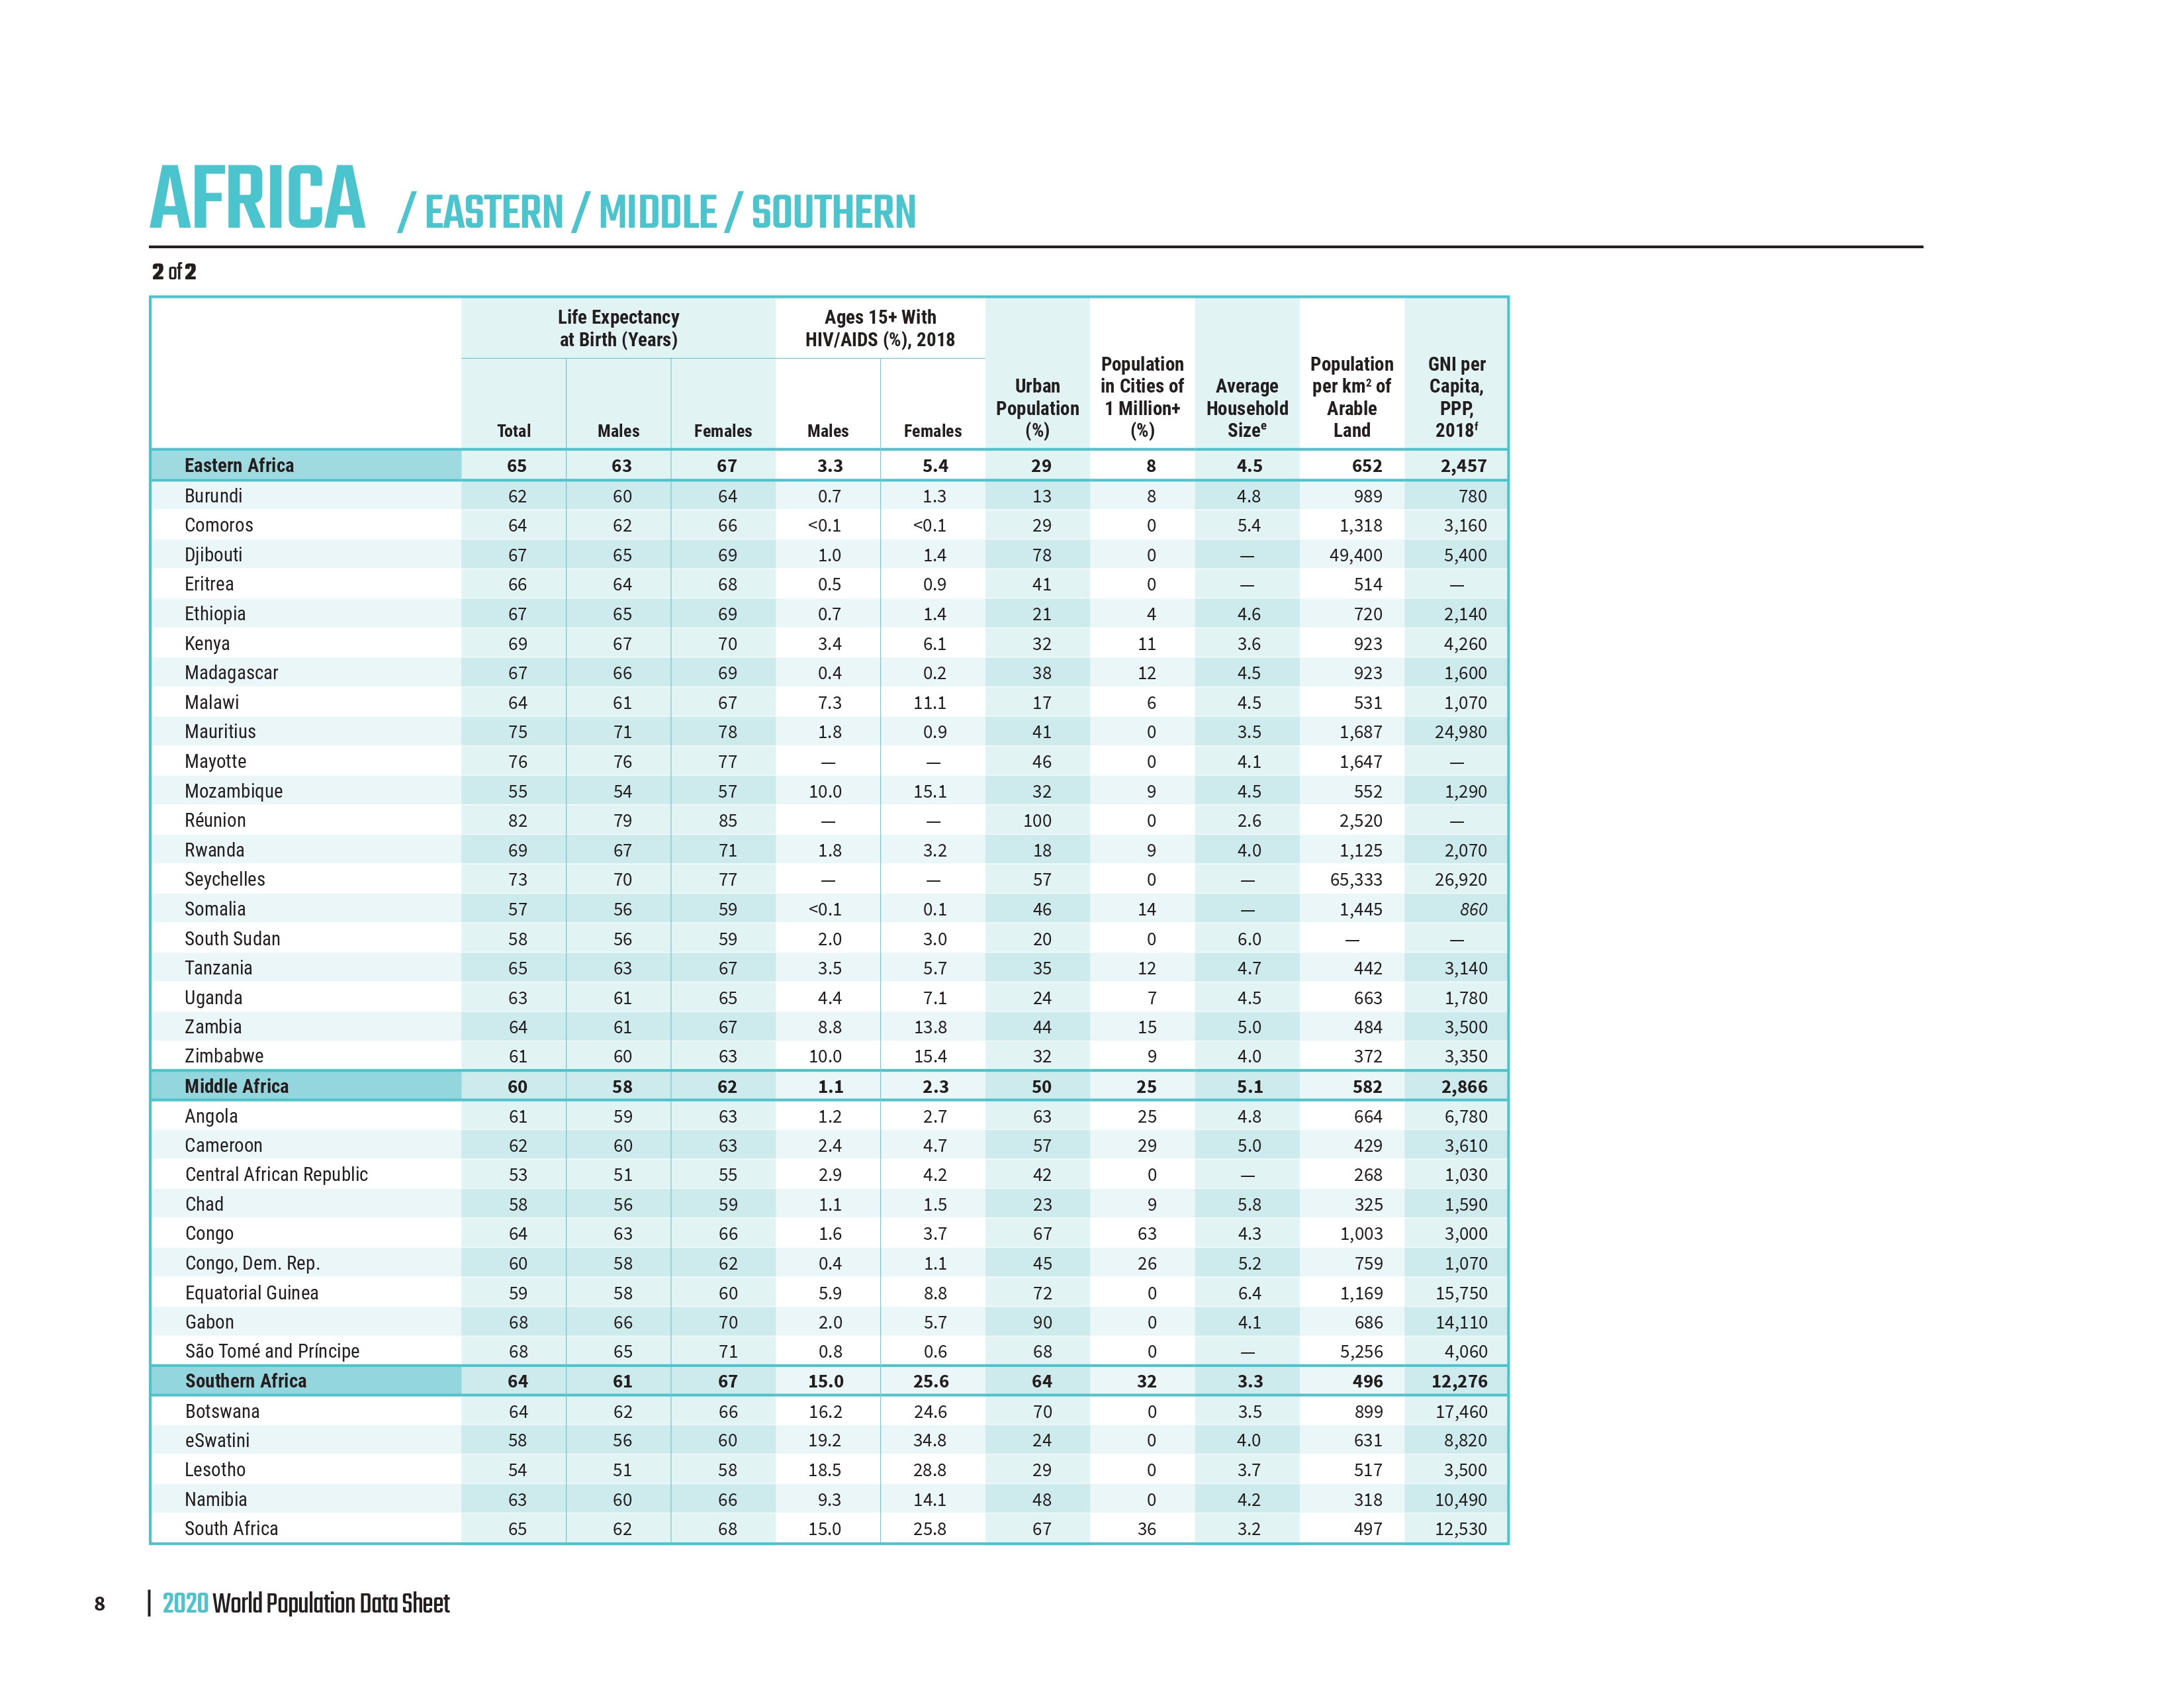 AFRICA / EASTERN / MIDDLE / SOUTHERN
2 of 2
Life Expectancy at Birth (Years) Ages 15+ With HIV/AIDS (%), 2018 Urban Population (%) Population in Cities of 1 Million+ (%) Average Household Sizeᵉ Population per km² of Arable Land GNI per Capita, PPP, 2018ᶠ
Total Males Females Males Females
Eastern Africa 65 63 67 3.3 5.4 29 8 4.5 652 2,457
Burundi 62 60 64 0.7 1.3 13 8 4.8 989 780
Comoros 64 62 66 <0.1 <0.1 29 0 5.4 1,318 3,160
Djibouti 67 65 69 1.0 1.4 78 0 — 49,400 5,400
Eritrea 66 64 68 0.5 0.9 41 0 — 514 —
Ethiopia 67 65 69 0.7 1.4 21 4 4.6 720 2,140
Kenya 69 67 70 3.4 6.1 32 11 3.6 923 4,260
Madagascar 67 66 69 0.4 0.2 38 12 4.5 923 1,600
Malawi 64 61 67 7.3 11.1 17 6 4.5 531 1,070
Mauritius 75 71 78 1.8 0.9 41 0 3.5 1,687 24,980
Mayotte 76 76 77 — — 46 0 4.1 1,647 —
Mozambique 55 54 57 10.0 15.1 32 9 4.5 552 1,290
Réunion 82 79 85 — — 100 0 2.6 2,520 —
Rwanda 69 67 71 1.8 3.2 18 9 4.0 1,125 2,070
Seychelles 73 70 77 — — 57 0 — 65,333 26,920
Somalia 57 56 59 <0.1 0.1 46 14 — 1,445 860
South Sudan 58 56 59 2.0 3.0 20 0 6.0 — —
Tanzania 65 63 67 3.5 5.7 35 12 4.7 442 3,140
Uganda 63 61 65 4.4 7.1 24 7 4.5 663 1,780
Zambia 64 61 67 8.8 13.8 44 15 5.0 484 3,500
Zimbabwe 61 60 63 10.0 15.4 32 9 4.0 372 3,350
Middle Africa 60 58 62 1.1 2.3 50 25 5.1 582 2,866
Angola 61 59 63 1.2 2.7 63 25 4.8 664 6,780
Cameroon 62 60 63 2.4 4.7 57 29 5.0 429 3,610
Central African Republic 53 51 55 2.9 4.2 42 0 — 268 1,030
Chad 58 56 59 1.1 1.5 23 9 5.8 325 1,590
Congo 64 63 66 1.6 3.7 67 63 4.3 1,003 3,000
Congo, Dem. Rep. 60 58 62 0.4 1.1 45 26 5.2 759 1,070
Equatorial Guinea 59 58 60 5.9 8.8 72 0 6.4 1,169 15,750
Gabon 68 66 70 2.0 5.7 90 0 4.1 686 14,110
São Tomé and Príncipe 68 65 71 0.8 0.6 68 0 — 5,256 4,060
Southern Africa 64 61 67 15.0 25.6 64 32 3.3 496 12,276
Botswana 64 62 66 16.2 24.6 70 0 3.5 899 17,460
eSwatini 58 56 60 19.2 34.8 24 0 4.0 631 8,820
Lesotho 54 51 58 18.5 28.8 29 0 3.7 517 3,500
Namibia 63 60 66 9.3 14.1 48 0 4.2 318 10,490
South Africa 65 62 68 15.0 25.8 67 36 3.2 497 12,530
8 | 2020 World Population Data Sheet